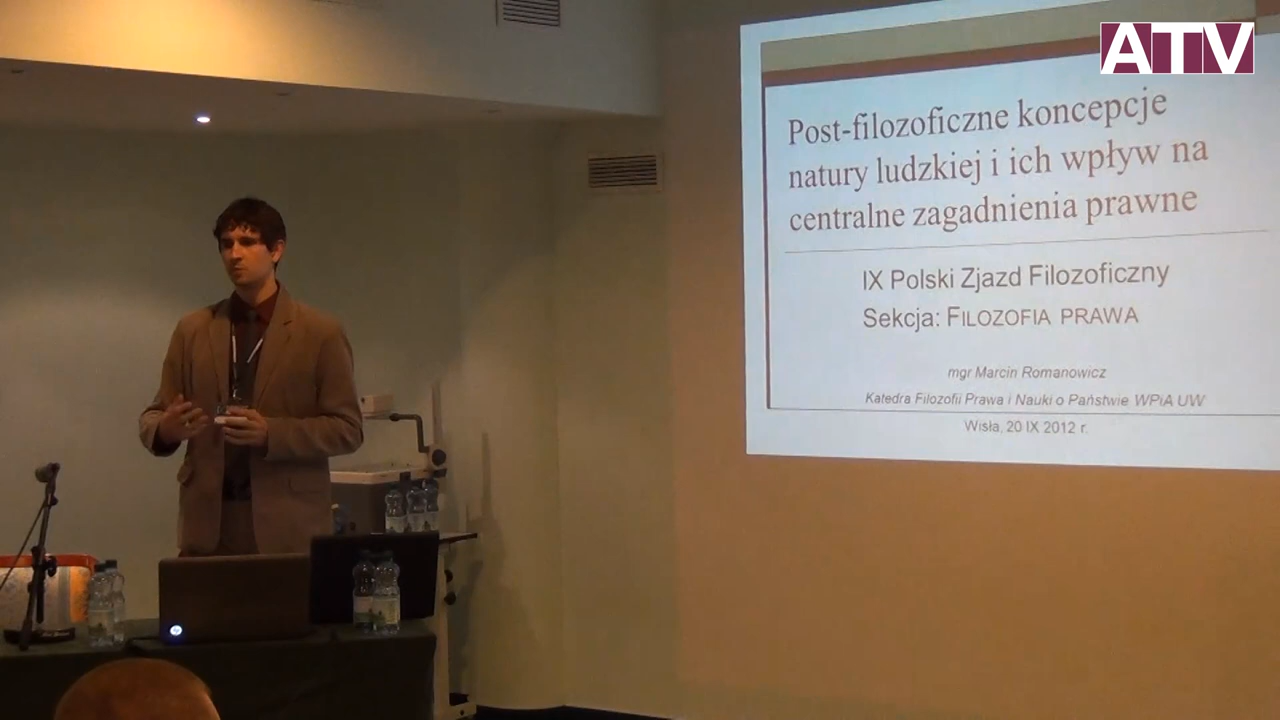 ATV
Post-filozoficzne koncepcje
natury ludzkiej i ich wpływ na
centralne zagadnienia prawne
IX Polski Zjazd Filozoficzny
Sekcja: FILOZOFIA PRAWA
mgr Marcin Romanowicz
Katedra Filozofii Prawa i Nauki o Państwie WPiA UW
Wisła, 20 IX 2012 r.
hp